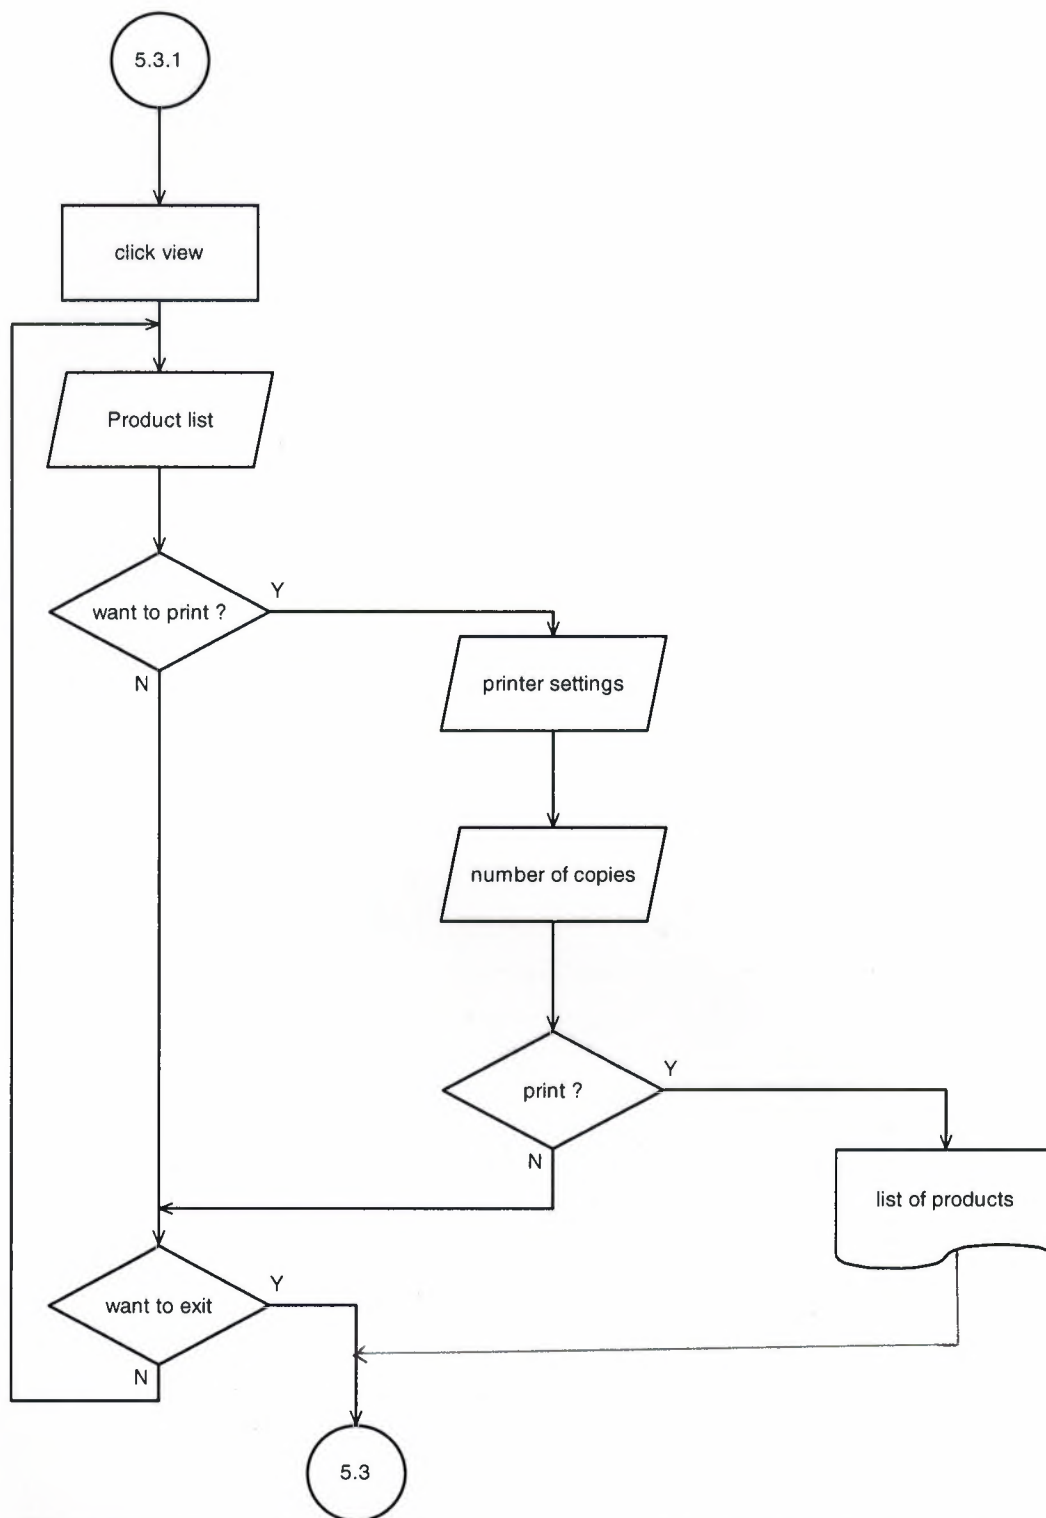 5.3.1
click view
Product list
want to print ?
Y
N
printer settings
number of copies
print ?
Y
N
list of products
want to exit
Y
N
5.3